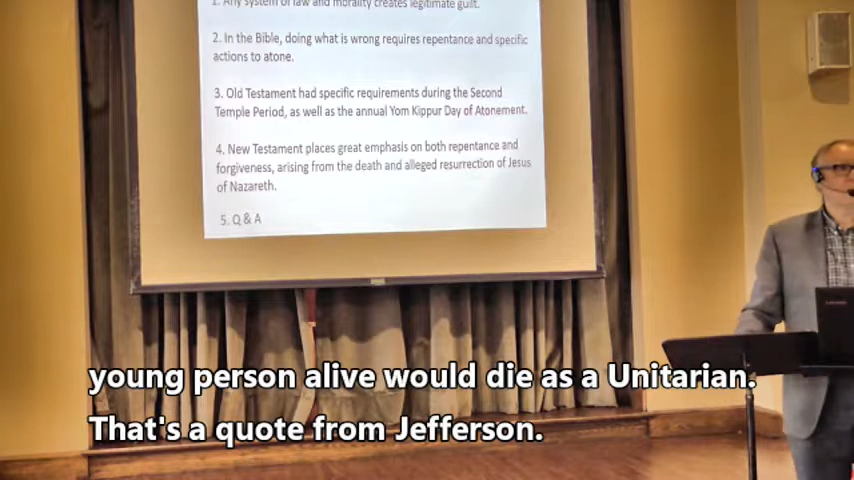 1. Any system of law and morality creates legitimate guilt.
2. In the Bible, doing what is wrong requires repentance and specific
actions to atone.
3. Old Testament had specific requirements during the Second
Temple Period, as well as the annual Yom Kippur Day of Atonement.
4. New Testament places great emphasis on both repentance and
forgiveness, arising from the death and alleged resurrection of Jesus
of Nazareth.
5. Q & A
young person alive would die as a Unitarian.
That's a quote from Jefferson.